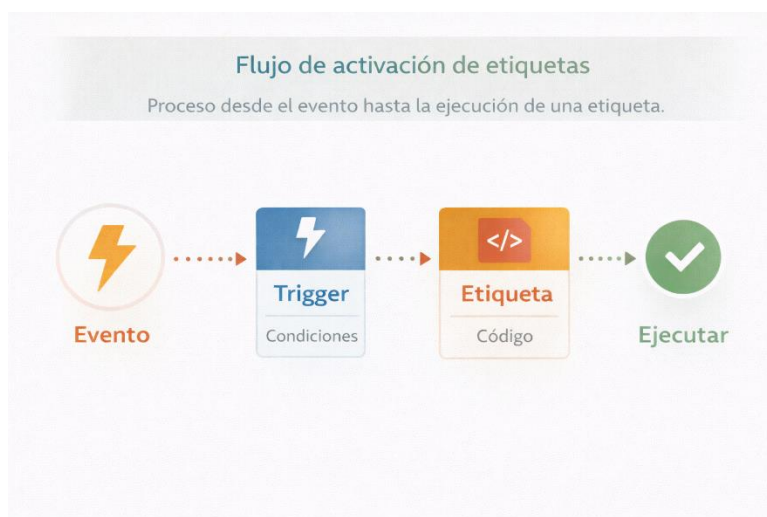 Flujo de activación de etiquetas
Proceso desde el evento hasta la ejecución de una etiqueta.
</>
Trigger
Etiqueta
Evento
Condiciones
Código
Ejecutar